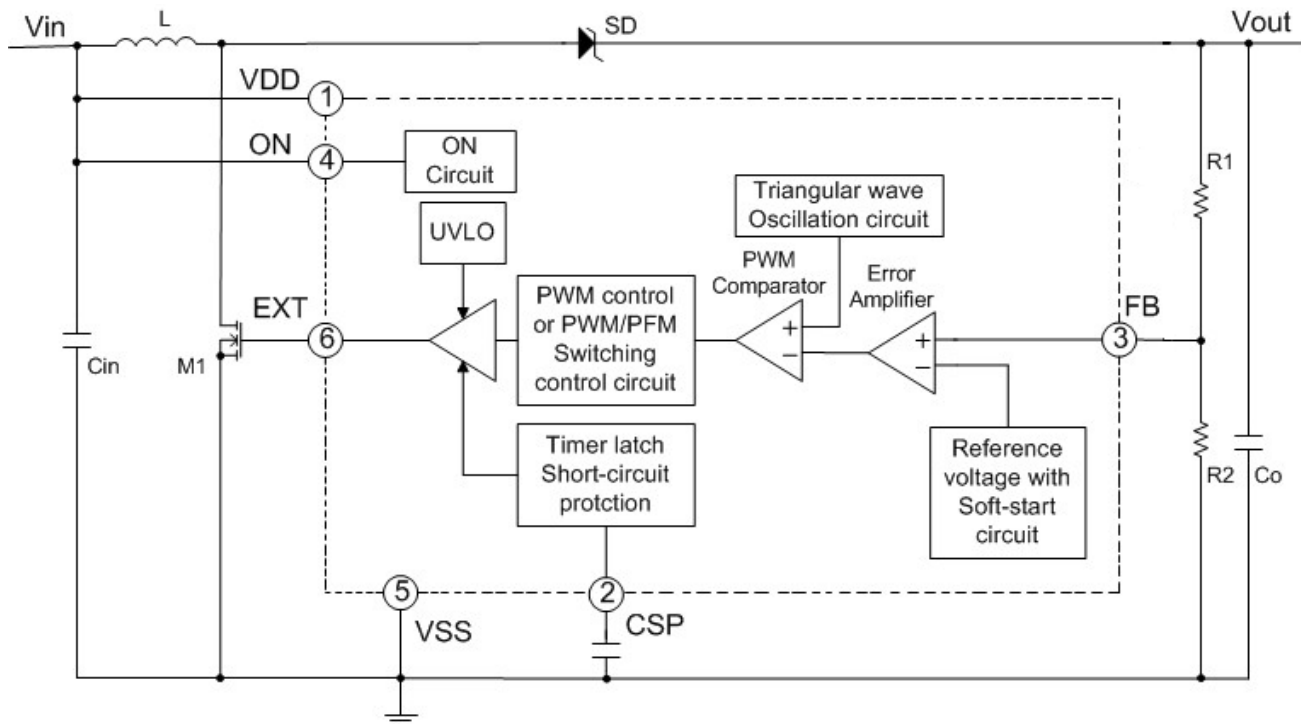 Vin
L
SD
Vout
VDD
1
ON
4
ON
Circuit
R1
Triangular wave
Oscillation circuit
UVLO
PWM
Comparator
Error
Amplifier
FB
EXT
6
PWM control
or PWM/PFM
Switching
control circuit
+
−
+
−
3
Cin
M1
Timer latch
Short-circuit
protction
Reference
voltage with
Soft-start
circuit
R2
Co
5
VSS
2
CSP